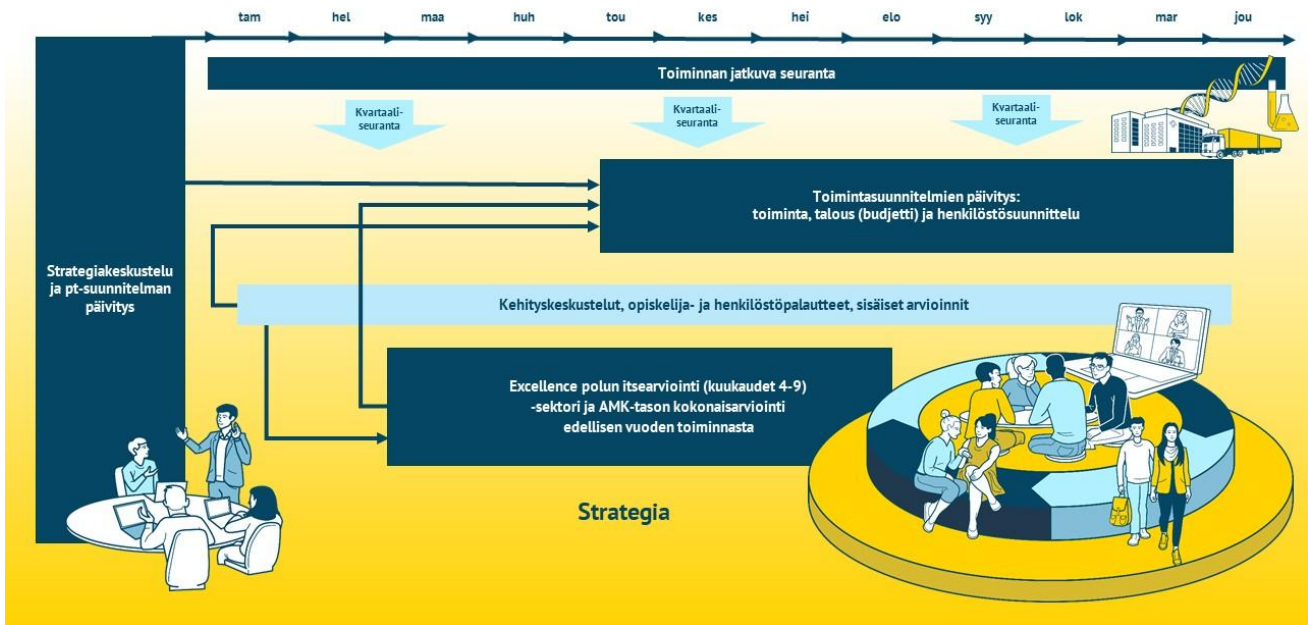 tam hel maa huh tou kes hei elo syy lok mar jou
Toiminnan jatkuva seuranta
Kvartaali-
seuranta
Kvartaali-
seuranta
Kvartaali-
seuranta
Toimintasuunnitelmien päivitys:
toiminta, talous (budjetti) ja henkilöstösuunnittelu
Strategiakeskustelu
ja pt-suunnitelman
päivitys
Kehityskeskustelut, opiskelija- ja henkilöstöpalautteet, sisäiset arvioinnit
Excellence polun itsearviointi (kuukaudet 4-9)
-sektori ja AMK-tason kokonaisarviointi
edellisen vuoden toiminnasta
Strategia